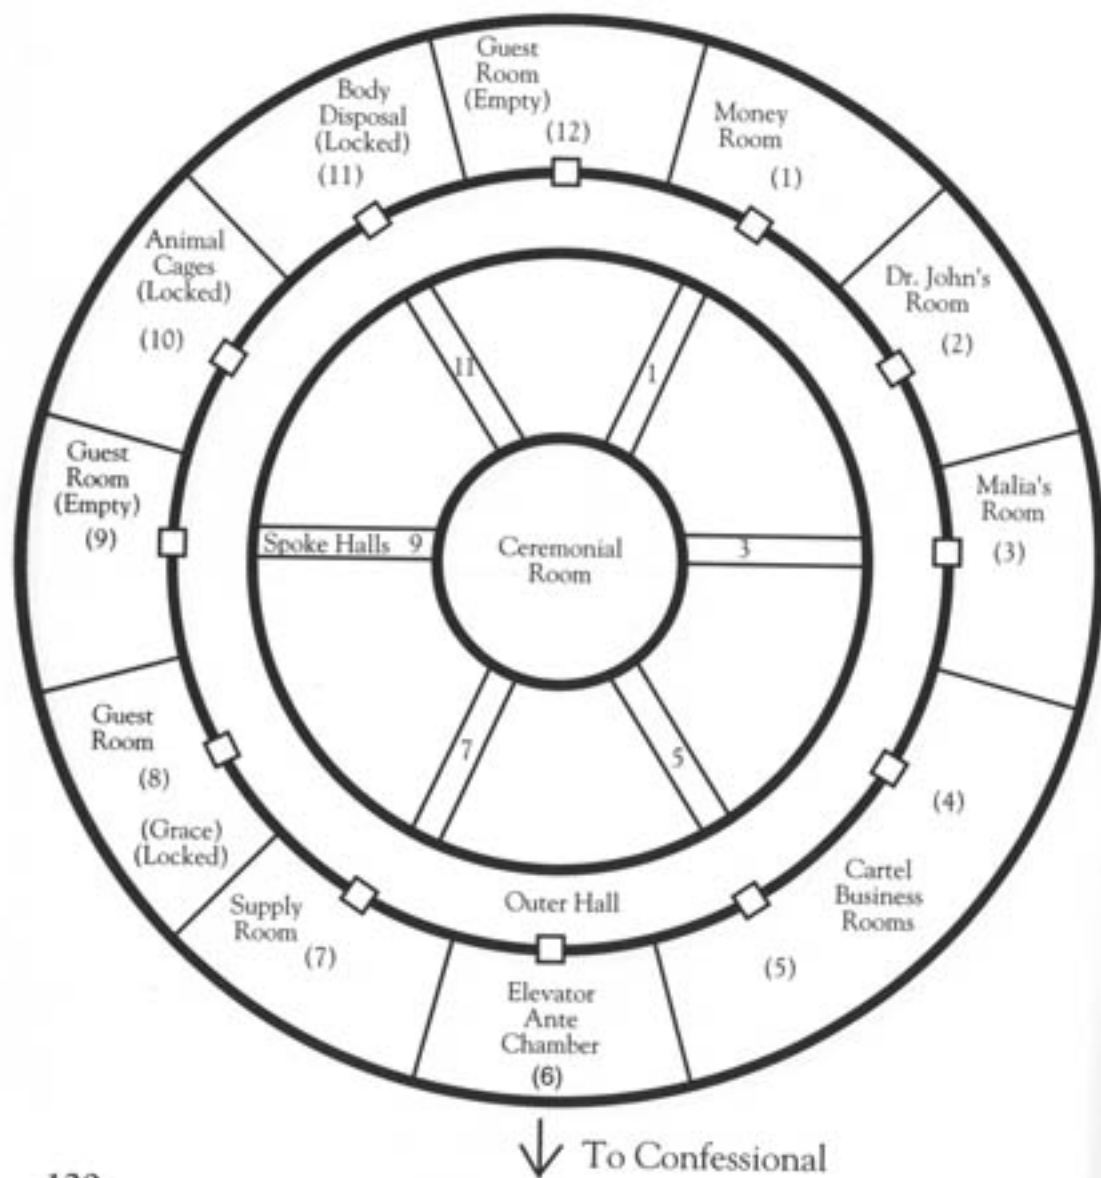 Guest
Room
(Empty)
(12)
Money
Room
(1)
Dr. John's
Room
(2)
Malia's
Room
(3)
(4)
Cartel
Business
Rooms
(5)
Elevator
Ante
Chamber
(6)
Supply
Room
(7)
Guest
Room
(8)
(Grace)
(Locked)
Guest
Room
(Empty)
(9)
Animal
Cages
(Locked)
(10)
Body
Disposal
(Locked)
(11)
11
1
Spoke Halls 9
Ceremonial
Room
3
7
5
Outer Hall
To Confessional